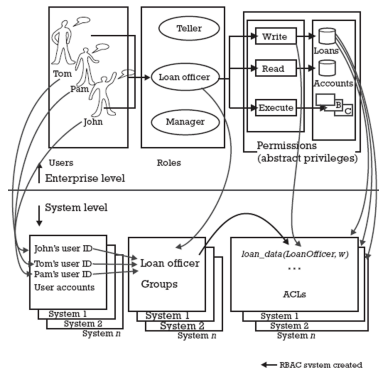 Teller
Write
Loans
Tom
Loan officer
Read
Pam
Accounts
Execute
B
C
John
Manager
Users
Roles
Permissions
(abstract privileges)
Enterprise level
System level
John's user ID
Tom's user ID
Pam's user ID
User accounts
System 1
System 2
System n
Loan officer
Groups
System 1
System 2
System n
loan_data(LoanOfficer, w)
...
ACLs
System 1
System 2
System n
RBAC system created